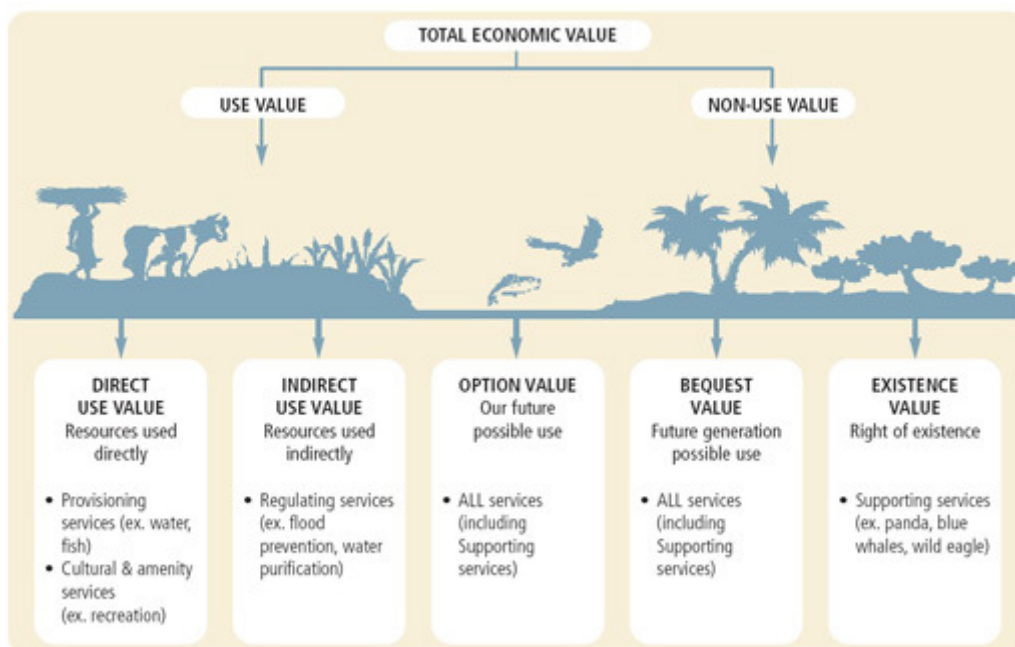 TOTAL ECONOMIC VALUE
USE VALUE
NON-USE VALUE
DIRECT
USE VALUE
Resources used
directly
• Provisioning
services (ex. water,
fish)
• Cultural & amenity
services
(ex. recreation)
INDIRECT
USE VALUE
Resources used
indirectly
• Regulating services
(ex. flood
prevention, water
purification)
OPTION VALUE
Our future
possible use
• ALL services
(including
Supporting
services)
BEQUEST
VALUE
Future generation
possible use
• ALL services
(including
Supporting
services)
EXISTENCE
VALUE
Right of existence
• Supporting services
(ex. panda, blue
whales, wild eagle)